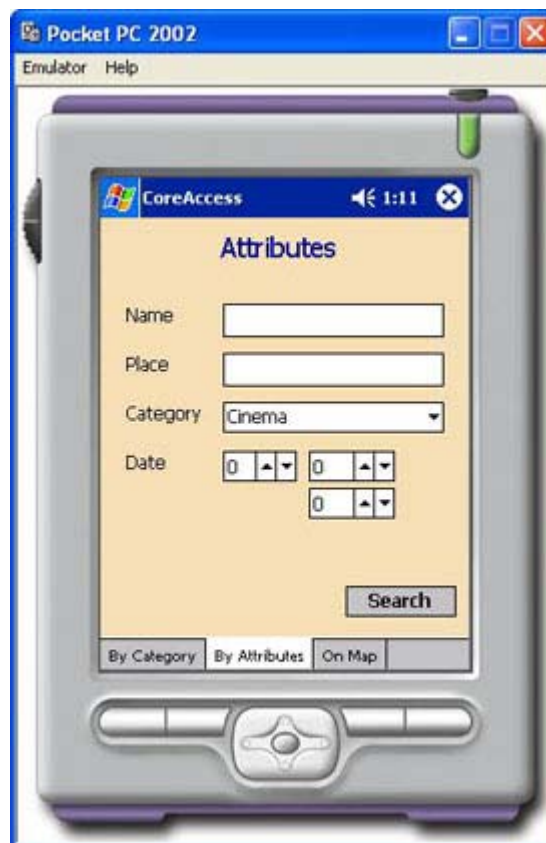 Pocket PC 2002
Emulator Help
CoreAccess 1:11
Attributes
Name
Place
Category Cinema
Date 0 0
0
Search
By Category By Attributes On Map